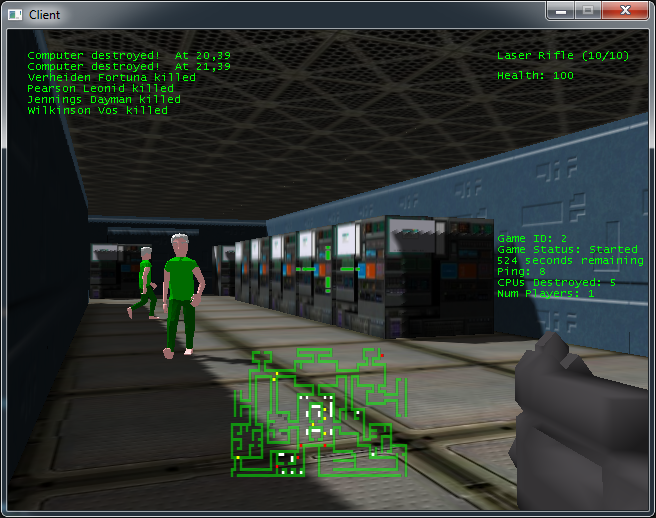 Client
Computer destroyed!  At 20,39
Computer destroyed!  At 21,39
Verheiden Fortuna killed
Pearson Leonid killed
Jennings Dayman killed
Wilkinson Vos killed
Laser Rifle (10/10)
Health: 100
Game ID: 2
Game Status: Started
524 seconds remaining
Ping: 8
CPUs Destroyed: 5
Num Players: 1